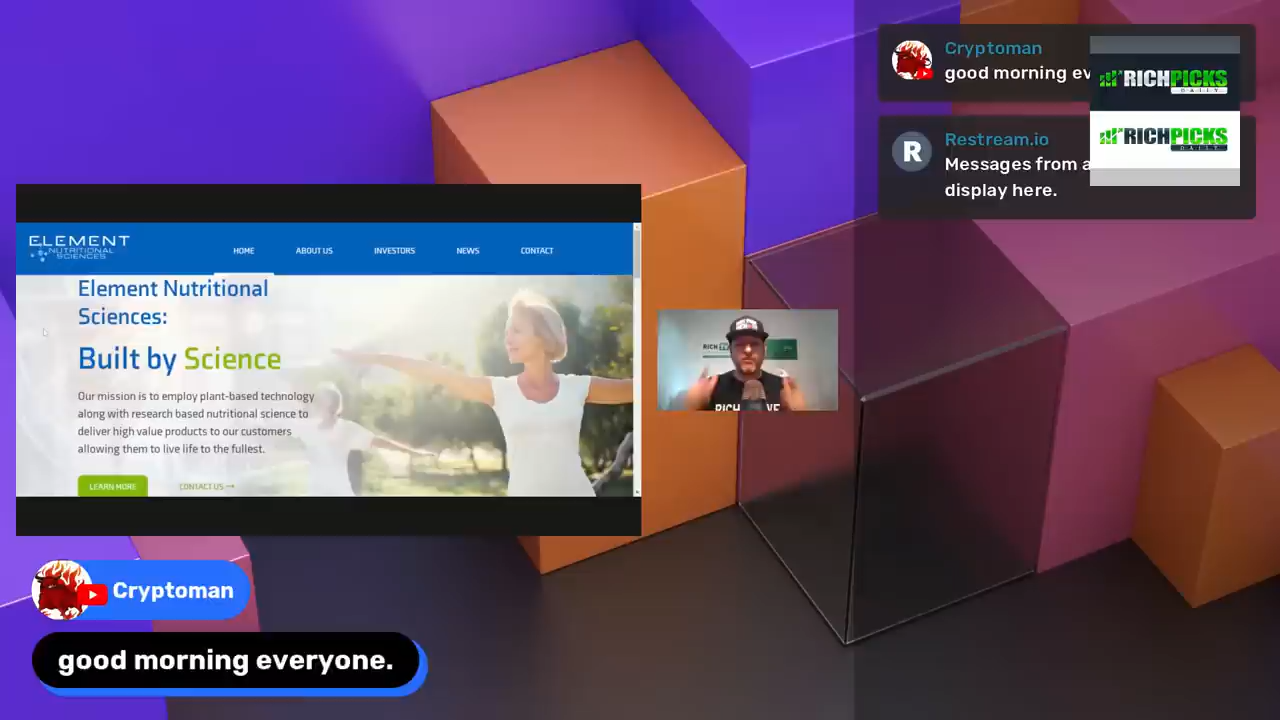 ELEMENT
NUTRITIONAL
SCIENCES
HOME
ABOUT US
INVESTORS
NEWS
CONTACT
Element Nutritional
Sciences:
Built by Science
Our mission is to employ plant-based technology
along with research based nutritional science to
deliver high value products to our customers
allowing them to live life to the fullest.
LEARN MORE
CONTACT US
RICH
Cryptoman
good morning ev
R
Restream.io
Messages from a
display here.
RICHPICKS
DAILY
RICHPICKS
DAILY
Cryptoman
good morning everyone.